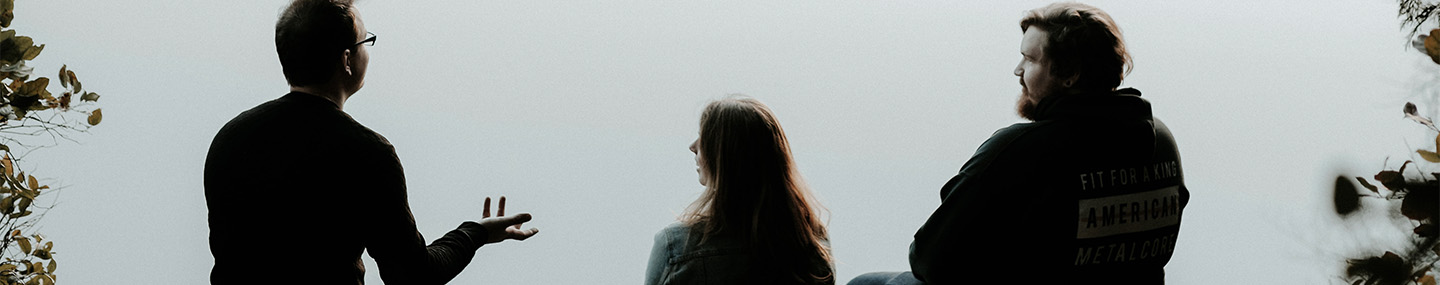 FIT FOR A KING
AMERICAN
METALCORE